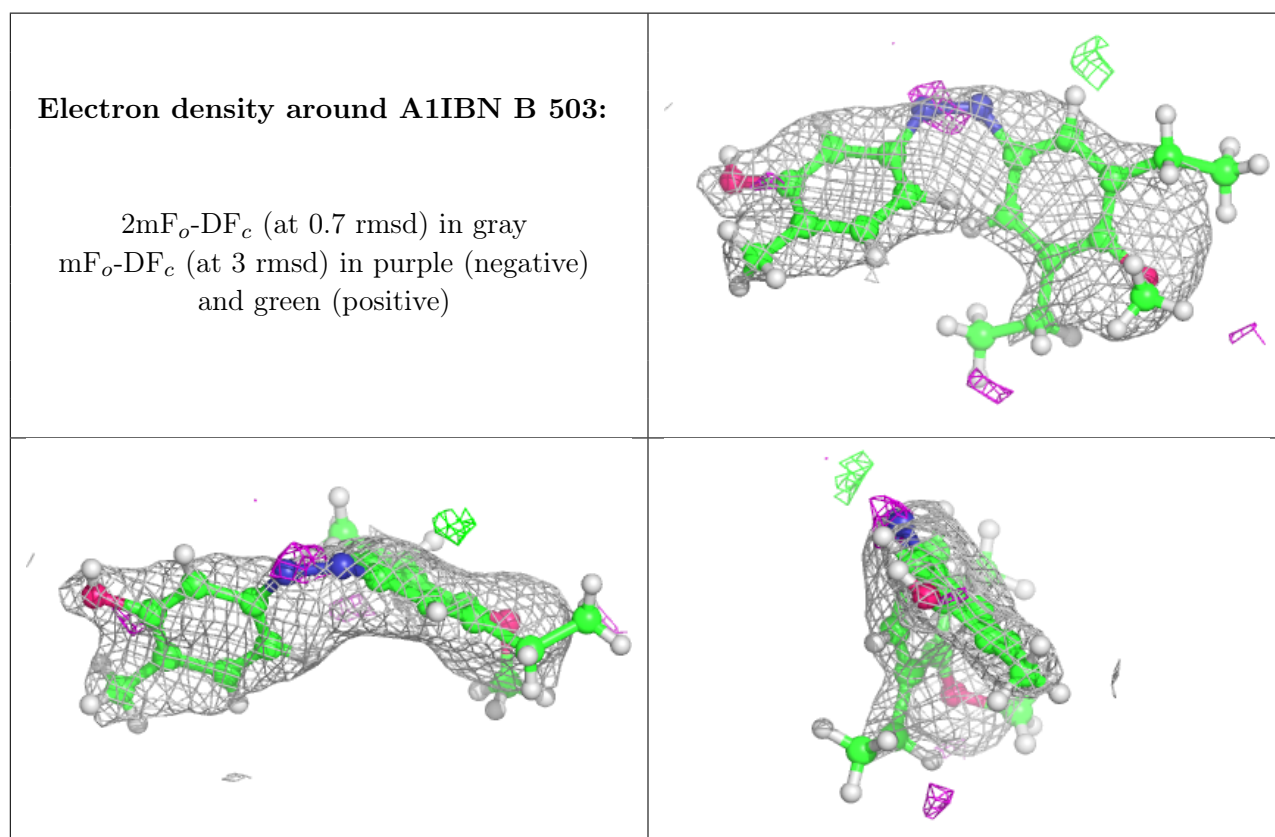 Electron density around A1IBN B 503:
2mFo-DFc (at 0.7 rmsd) in gray
mFo-DFc (at 3 rmsd) in purple (negative)
and green (positive)